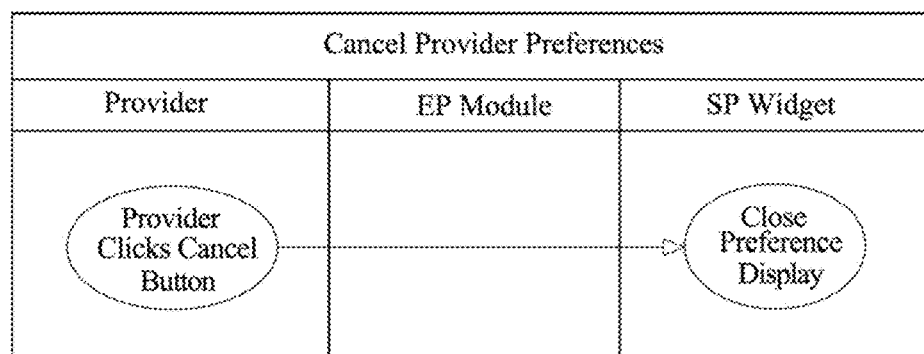 Cancel Provider Preferences
Provider
EP Module
SP Widget
Provider
Clicks Cancel
Button
Close
Preference
Display